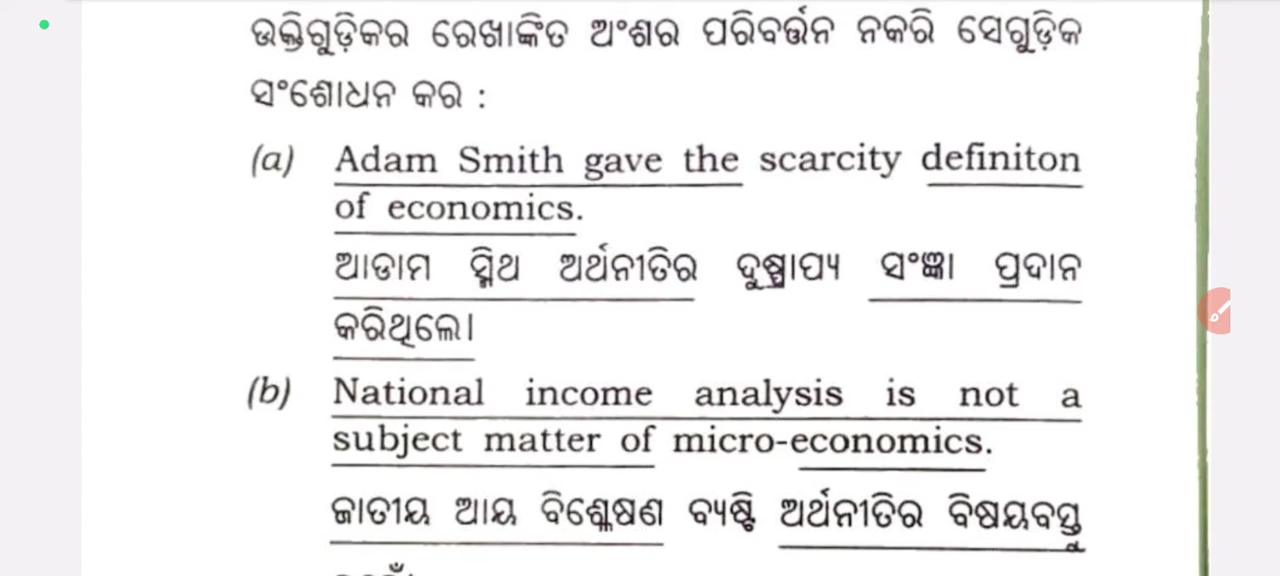 ଉକ୍ତିଗୁଡ଼ିକର ରେଖାଙ୍କିତ ଅଂଶର ପରିବର୍ତ୍ତନ ନକରି ସେଗୁଡ଼ିକ
ସଂଶୋଧନ କର :
(a) Adam Smith gave the scarcity definiton
of economics.
ଆଡାମ ସ୍ମିଥ ଅର୍ଥନୀତିର ଦୁଷ୍ପ୍ରାପ୍ୟ ସଂଜ୍ଞା ପ୍ରଦାନ
କରିଥିଲେ।
(b) National income analysis is not a
subject matter of micro-economics.
ଜାତୀୟ ଆୟ ବିଶ୍ଳେଷଣ ବ୍ୟଷ୍ଟି ଅର୍ଥନୀତିର ବିଷୟବସ୍ତୁ